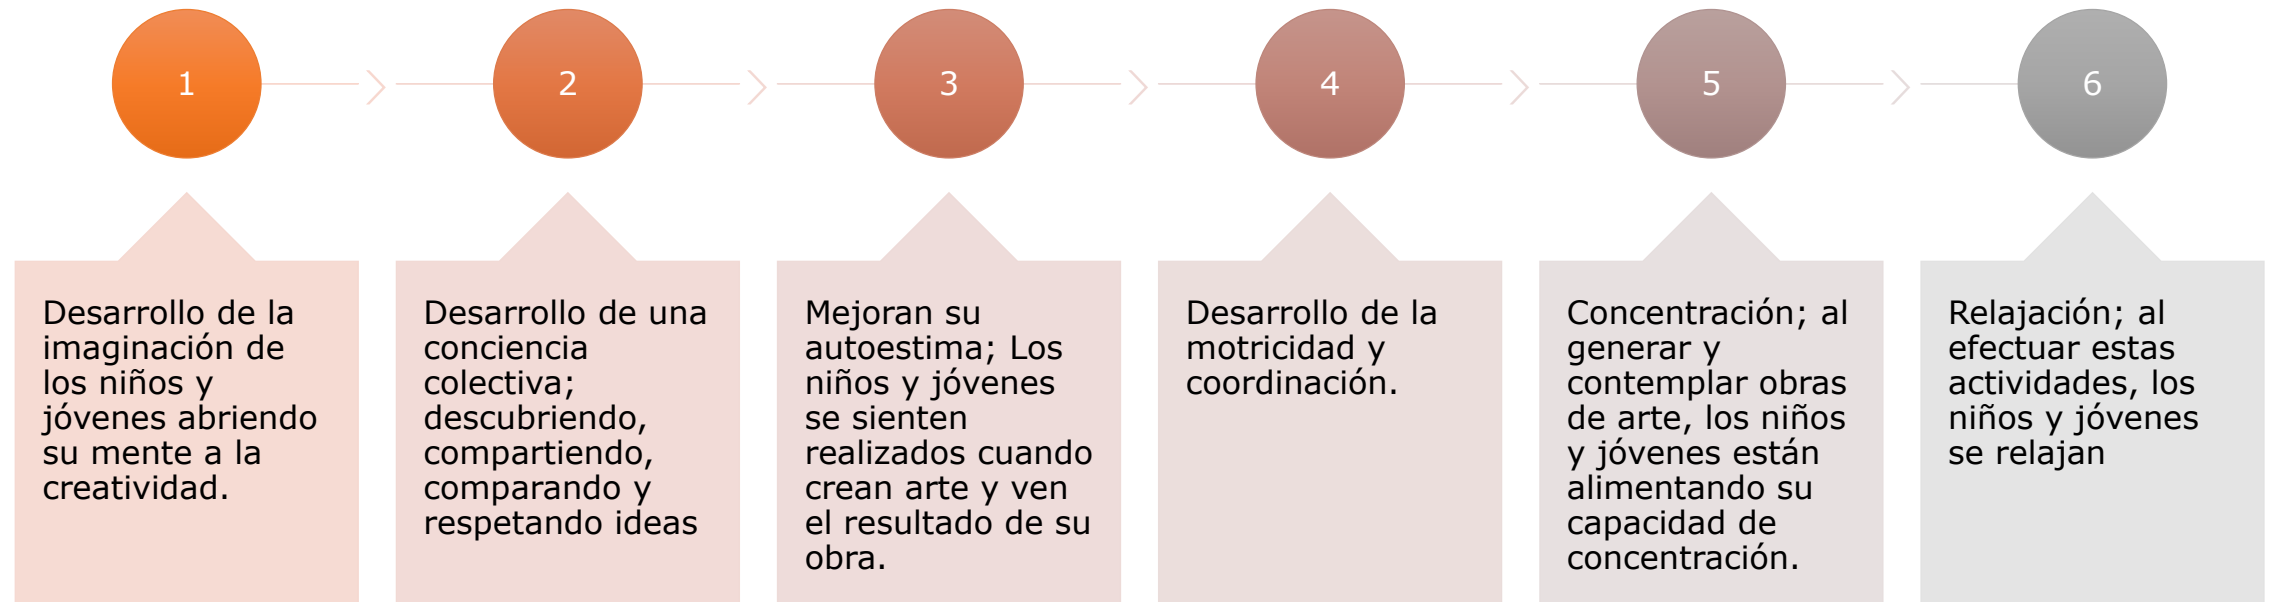 1
2
3
4
5
6
Desarrollo de la
imaginación de
los niños y
jóvenes abriendo
su mente a la
creatividad.
Desarrollo de una
conciencia
colectiva;
descubriendo,
compartiendo,
comparando y
respetando ideas
Mejoran su
autoestima; Los
niños y jóvenes
se sienten
realizados cuando
crean arte y ven
el resultado de su
obra.
Desarrollo de la
motricidad y
coordinación.
Concentración; al
generar y
contemplar obras
de arte, los niños
y jóvenes están
alimentando su
capacidad de
concentración.
Relajación; al
efectuar estas
actividades, los
niños y jóvenes
se relajan